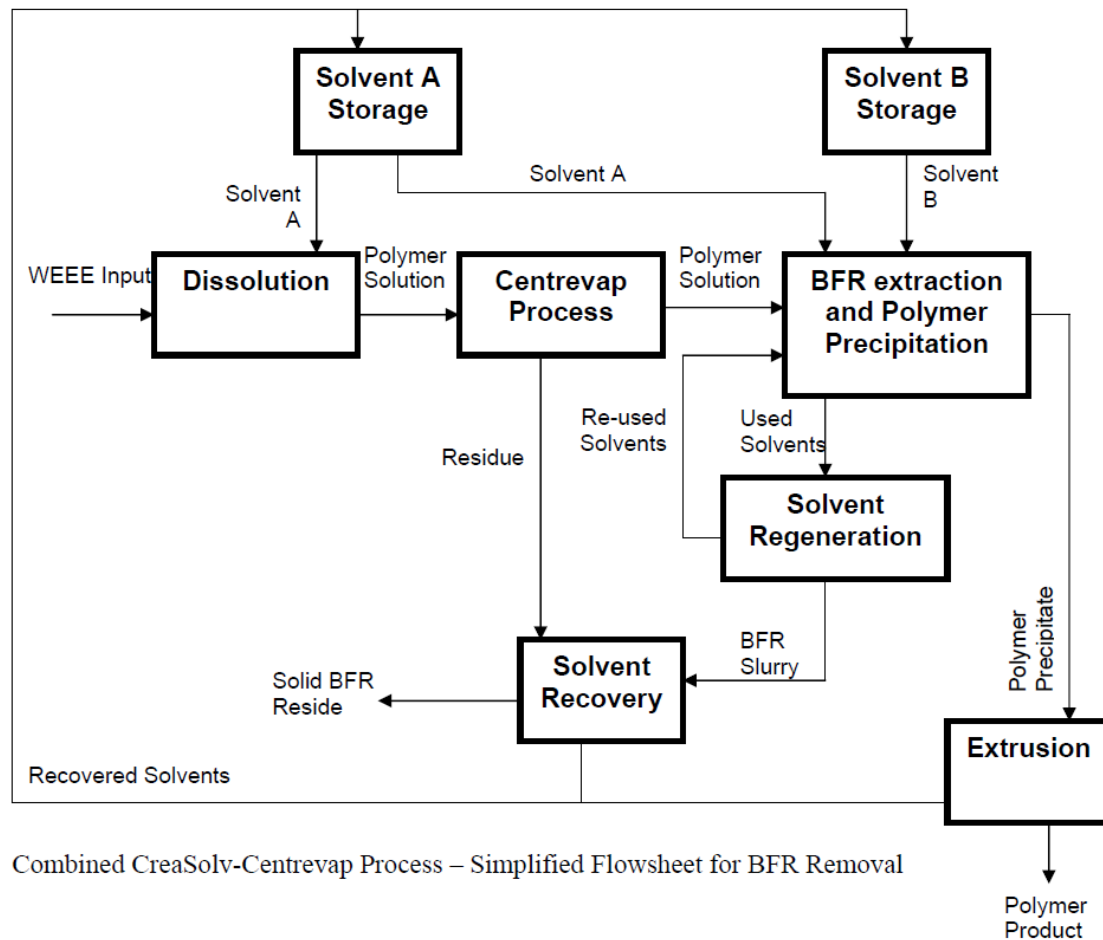 Solvent A
Storage
Solvent B
Storage
Solvent
A
Solvent A
Solvent
B
WEEE Input
Dissolution
Polymer
Solution
Centrevap
Process
Polymer
Solution
BFR extraction
and Polymer
Precipitation
Residue
Re-used
Solvents
Used
Solvents
Solvent
Regeneration
BFR
Slurry
Polymer
Precipitate
Solid BFR
Reside
Solvent
Recovery
Extrusion
Recovered Solvents
Combined CreaSolv-Centrevap Process – Simplified Flowsheet for BFR Removal
Polymer
Product